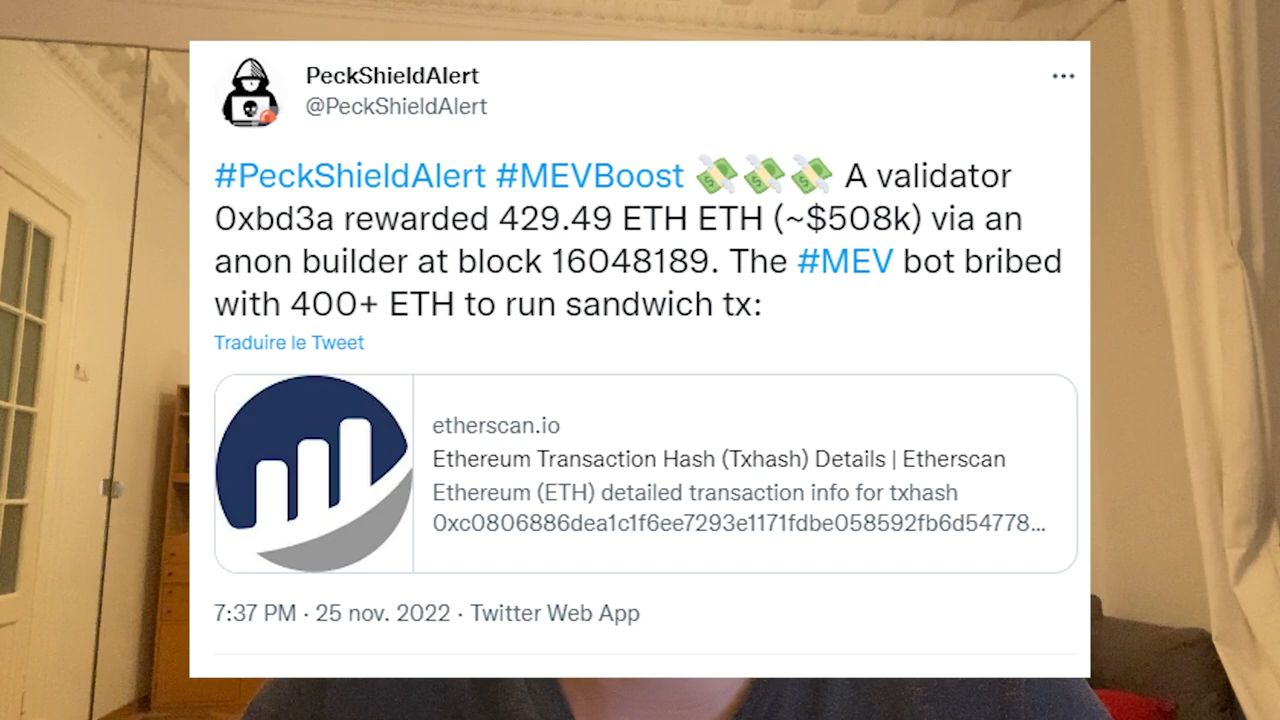 PeckShieldAlert
@PeckShieldAlert
#PeckShieldAlert #MEVBoost 💸💸💸 A validator
0xbd3a rewarded 429.49 ETH ETH (~$508k) via an
anon builder at block 16048189. The #MEV bot bribed
with 400+ ETH to run sandwich tx:
Traduire le Tweet
etherscan.io
Ethereum Transaction Hash (Txhash) Details | Etherscan
Ethereum (ETH) detailed transaction info for txhash
0xc0806886dea1c1f6ee7293e1171fdbe058592fb6d54778...
7:37 PM · 25 nov. 2022 · Twitter Web App